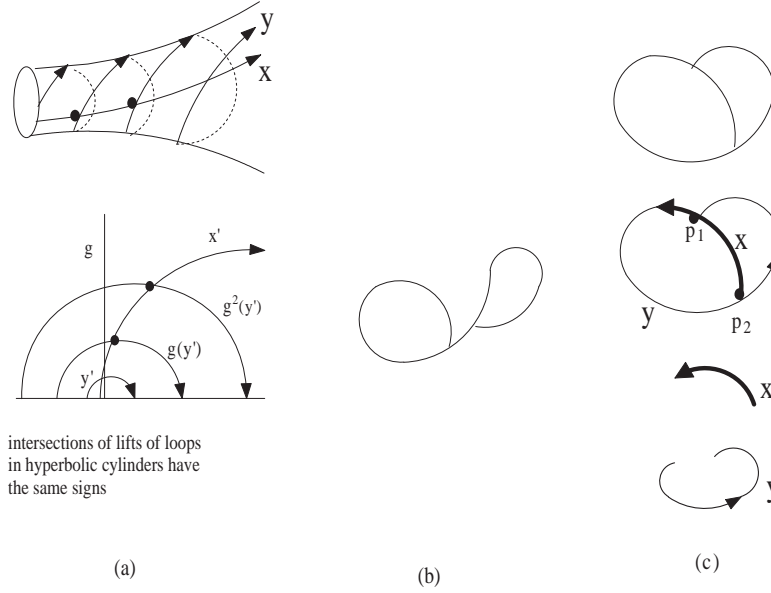 y
x
x'
g
g²(y')
g(y')
y'
intersections of lifts of loops
in hyperbolic cylinders have
the same signs
(a)
(b)
p₁
x
y
p₂
x
y
(c)